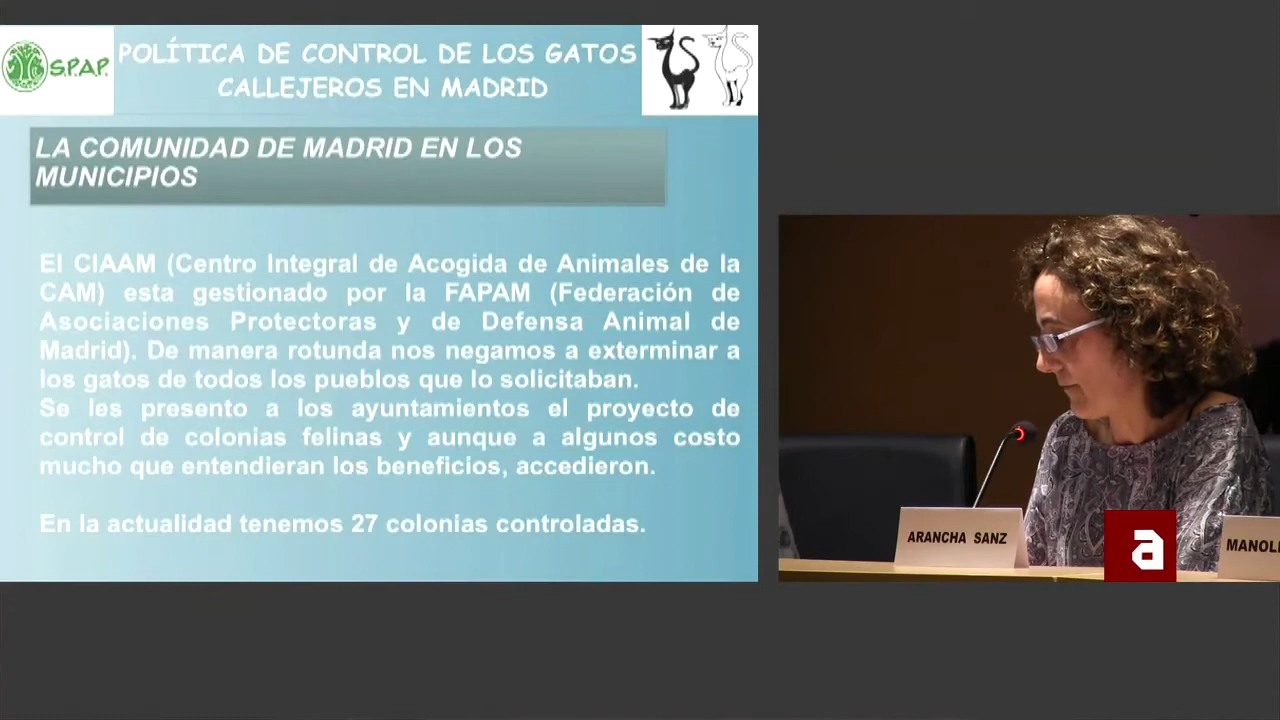 S.P.A.P.
POLÍTICA DE CONTROL DE LOS GATOS
CALLEJEROS EN MADRID
LA COMUNIDAD DE MADRID EN LOS
MUNICIPIOS
El CIAAM (Centro Integral de Acogida de Animales de la
CAM) esta gestionado por la FAPAM (Federación de
Asociaciones Protectoras y de Defensa Animal de
Madrid). De manera rotunda nos negamos a exterminar a
los gatos de todos los pueblos que lo solicitaban.
Se les presento a los ayuntamientos el proyecto de
control de colonias felinas y aunque a algunos costo
mucho que entendieran los beneficios, accedieron.
En la actualidad tenemos 27 colonias controladas.
ARANCHA SANZ
a
MANOL